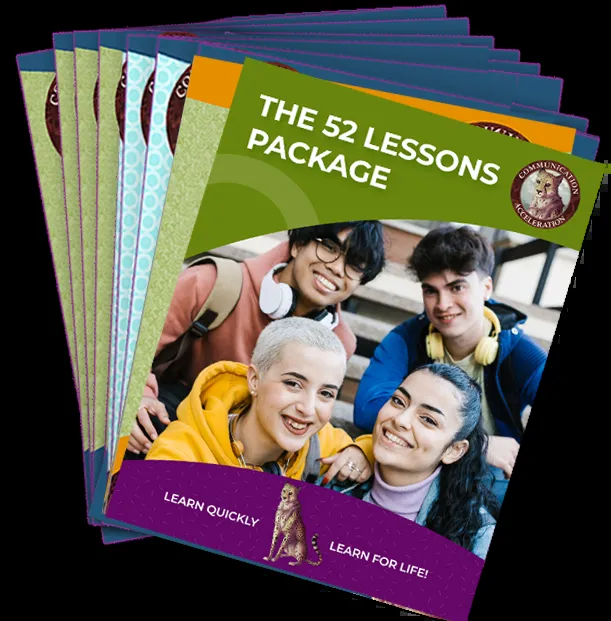 THE 52 LESSONS
PACKAGE
COMMUNICATION
ACCELERATION
LEARN QUICKLY
LEARN FOR LIFE!